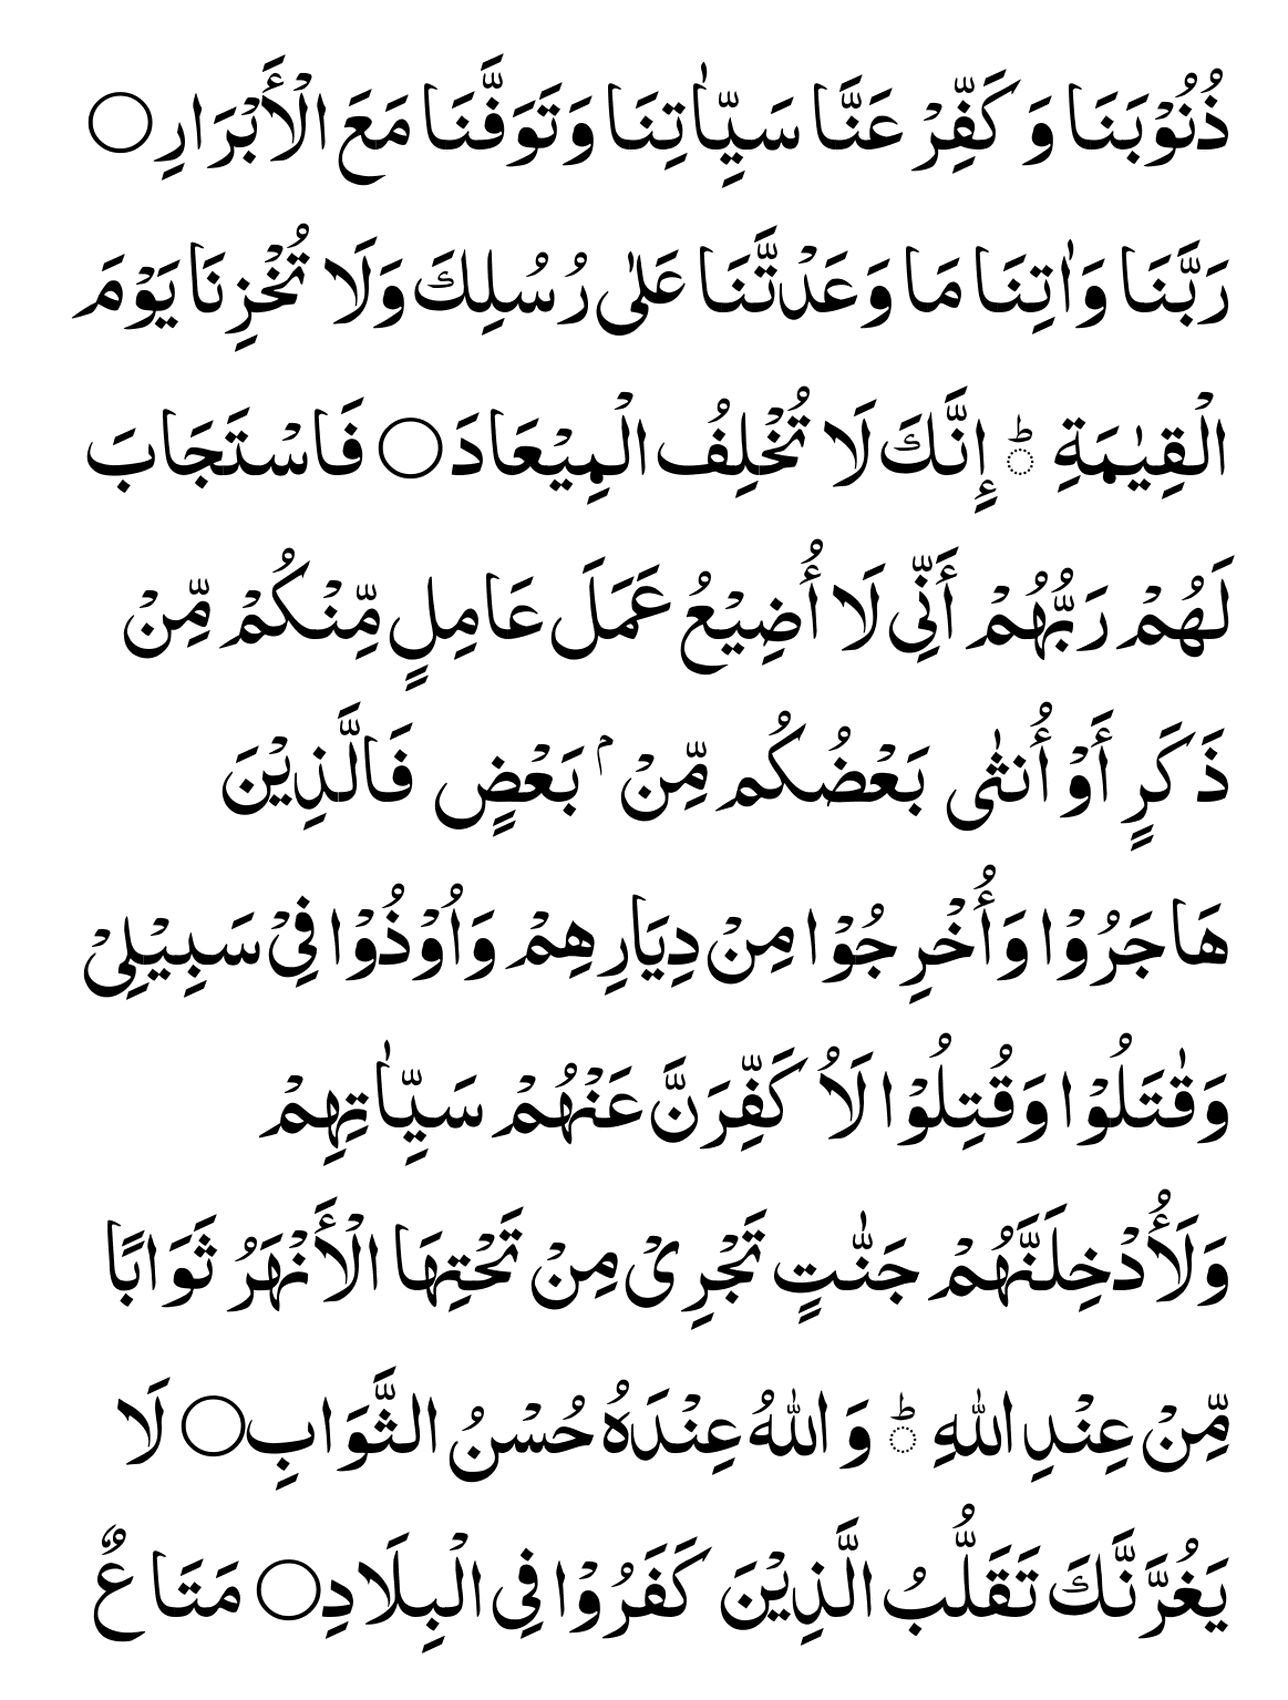 ذُنُوْبَنَا وَ كَفِّرْ عَنَّا سَيِّاٰتِنَا وَتَوَفَّنَا مَعَ الْأَبْرَارِ ○
رَبَّنَا وَاٰتِنَا مَا وَعَدْتَّنَا عَلٰى رُسُلِكَ وَلَا تُخْزِنَا يَوْمَ
الْقِيٰمَةِ ؕ إِنَّكَ لَا تُخْلِفُ الْمِيْعَادَ ○ فَاسْتَجَابَ
لَهُمْ رَبُّهُمْ أَنِّي لَا أُضِيْعُ عَمَلَ عَامِلٍ مِّنْكُمْ مِّنْ
ذَكَرٍ أَوْ أُنثٰى بَعْضُكُم مِّنْ ۢ بَعْضٍ فَالَّذِيْنَ
هَاجَرُوْا وَأُخْرِجُوْا مِنْ دِيَارِهِمْ وَاُوْذُوْا فِيْ سَبِيْلِيْ
وَقٰتَلُوْا وَقُتِلُوْا لَاُ كَفِّرَنَّ عَنْهُمْ سَيِّاٰتِهِمْ
وَلَأُدْخِلَنَّهُمْ جَنّٰتٍ تَجْرِيْ مِنْ تَحْتِهَا الْأَنْهَرُ ثَوَابًا
مِّنْ عِنْدِ اللّٰهِ ؕ وَ اللّٰهُ عِنْدَهُ حُسْنُ الثَّوَابِ ○ لَا
يَغُرَّنَّكَ تَقَلُّبُ الَّذِيْنَ كَفَرُوْا فِي الْبِلَادِ ○ مَتَاعٌ